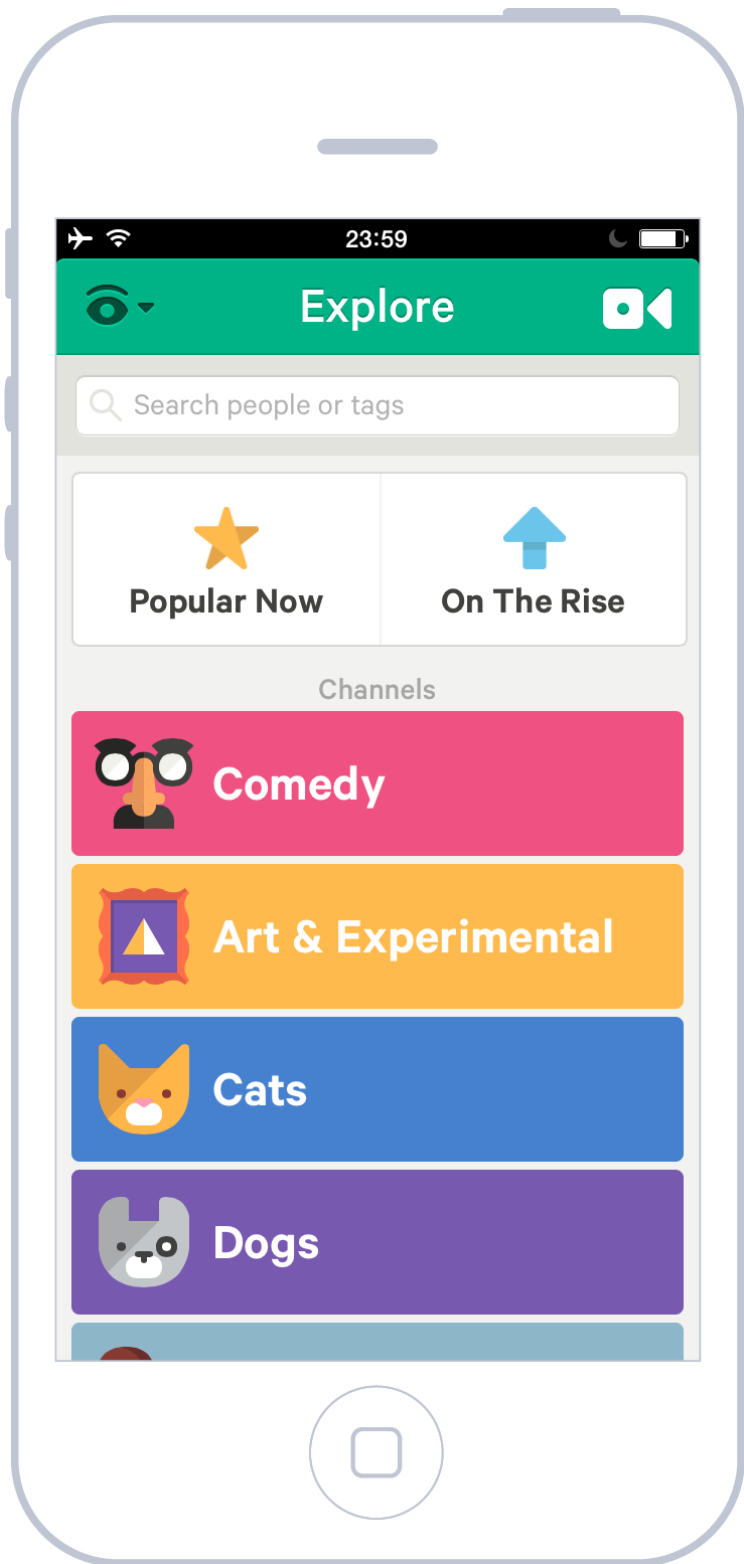 23:59
Explore
Search people or tags
Popular Now
On The Rise
Channels
Comedy
Art & Experimental
Cats
Dogs